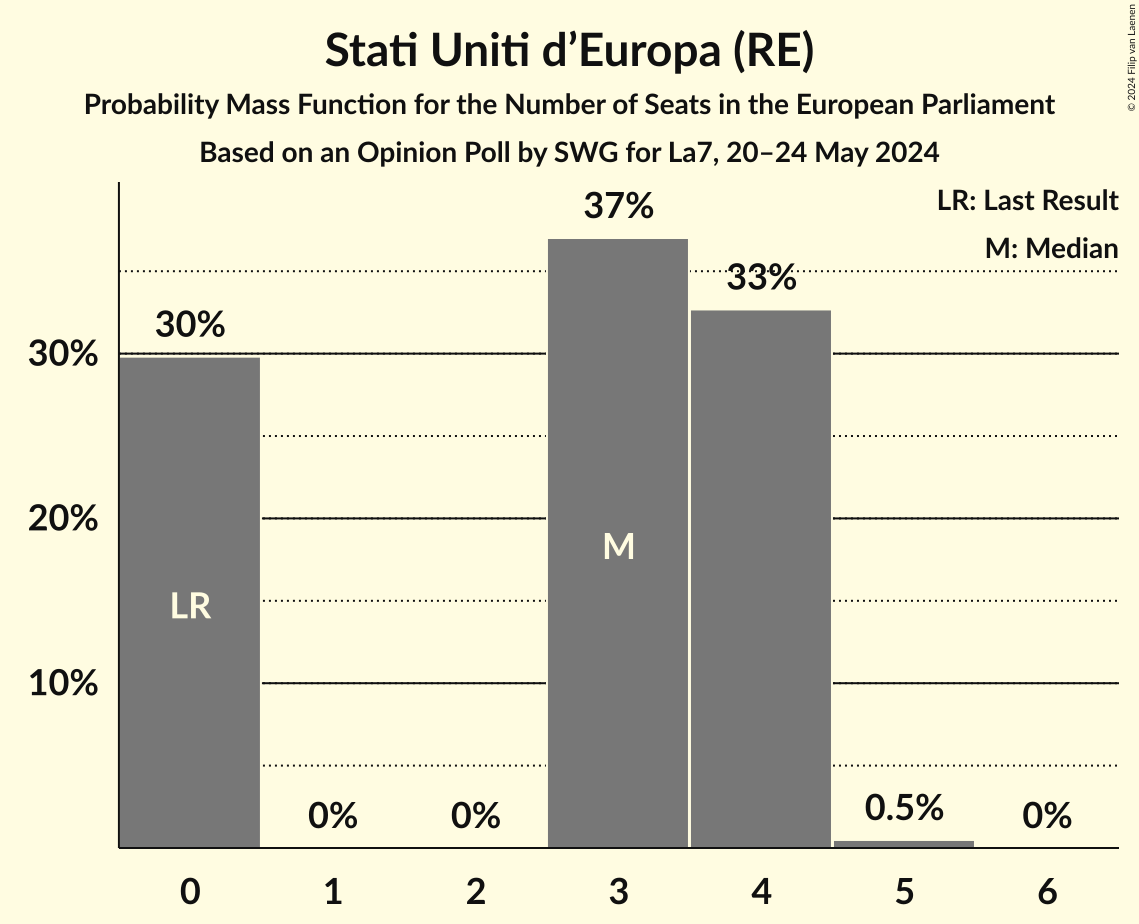 Stati Uniti d’Europa (RE)
Probability Mass Function for the Number of Seats in the European Parliament
Based on an Opinion Poll by SWG for La7, 20–24 May 2024
© 2024 Filip van Laenen
LR: Last Result
M: Median
37%
33%
30%
30%
20%
M
LR
10%
0%
0%
0.5%
0%
0
1
2
3
4
5
6